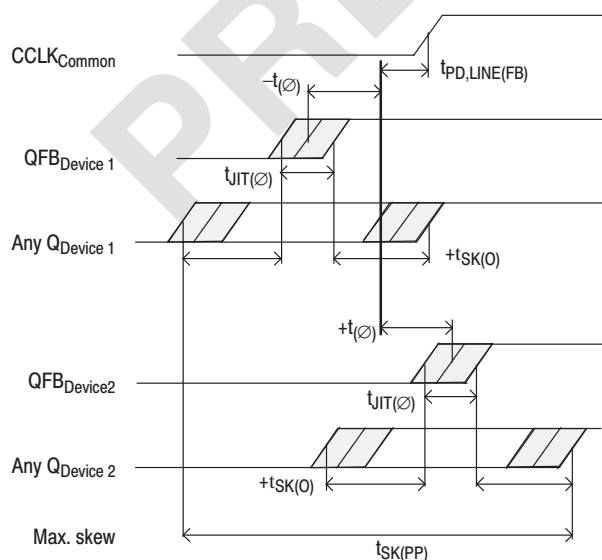 CCLKCommon
tPD,LINE(FB)
–t(∅)
QFBDevice 1
tJIT(∅)
Any QDevice 1
+tSK(O)
+t(∅)
QFBDevice2
tJIT(∅)
Any QDevice 2
+tSK(O)
Max. skew
tSK(PP)